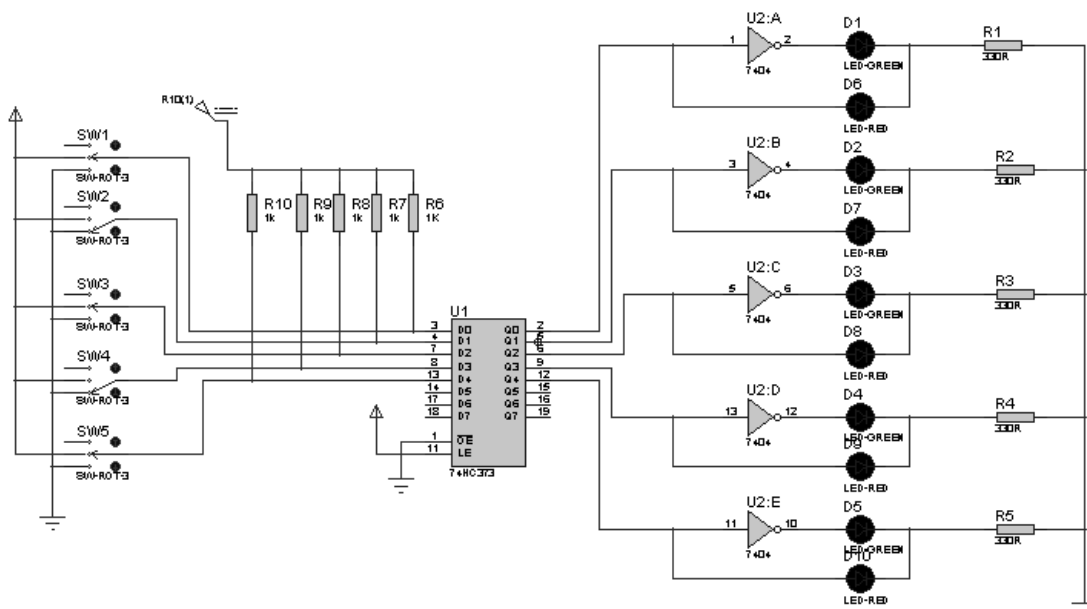 U2:A
D1
R1
1
2
7404
LED-GREEN
330R
D6
LED-RED
R10(1)
SW1
SW-ROT-3
SW2
SW-ROT-3
U2:B
D2
R2
3
4
7404
LED-GREEN
330R
D7
LED-RED
R10
1k
R9
1k
R8
1k
R7
1k
R6
1K
SW3
SW-ROT-3
U2:C
D3
R3
5
6
7404
LED-GREEN
330R
D8
LED-RED
U1
3 D0 Q0 2
4 D1 Q1 5
7 D2 Q2 6
8 D3 Q3 9
13 D4 Q4 12
14 D5 Q5 15
17 D6 Q6 16
18 D7 Q7 19
1 OE
11 LE
74HC373
SW4
SW-ROT-3
SW5
SW-ROT-3
U2:D
D4
R4
13
12
7404
LED-GREEN
330R
D9
LED-RED
U2:E
D5
R5
11
10
7404
LED-GREEN
330R
D10
LED-RED